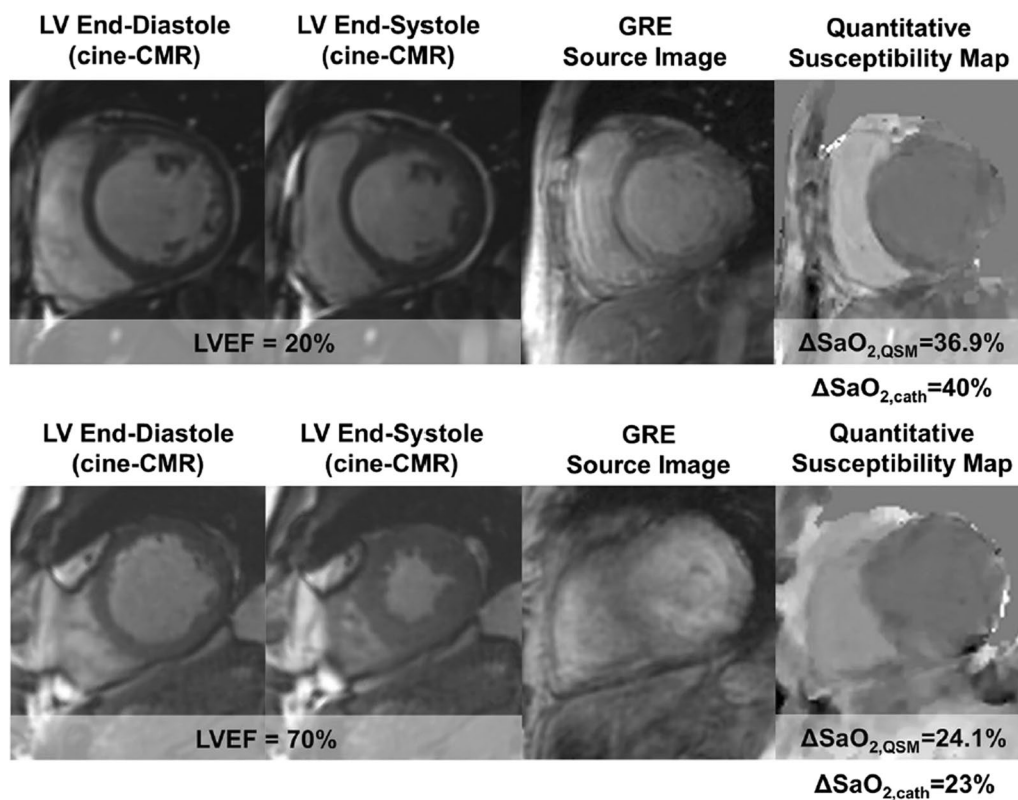 LV End-Diastole
(cine-CMR)
LV End-Systole
(cine-CMR)
GRE
Source Image
Quantitative
Susceptibility Map
LVEF = 20%
ΔSaO2,QSM=36.9%
ΔSaO2,cath=40%
LV End-Diastole
(cine-CMR)
LV End-Systole
(cine-CMR)
GRE
Source Image
Quantitative
Susceptibility Map
LVEF = 70%
ΔSaO2,QSM=24.1%
ΔSaO2,cath=23%